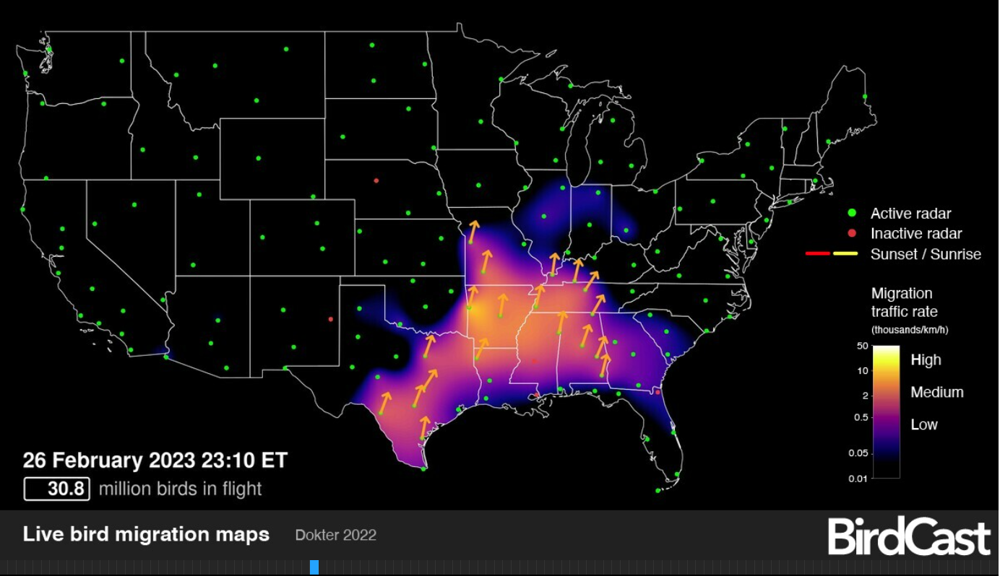 Active radar
Inactive radar
Sunset / Sunrise
Migration
traffic rate
(thousands/km/h)
50
10
2
0.5
0.05
0.01
High
Medium
Low
26 February 2023 23:10 ET
30.8 million birds in flight
Live bird migration maps Dokter 2022
BirdCast